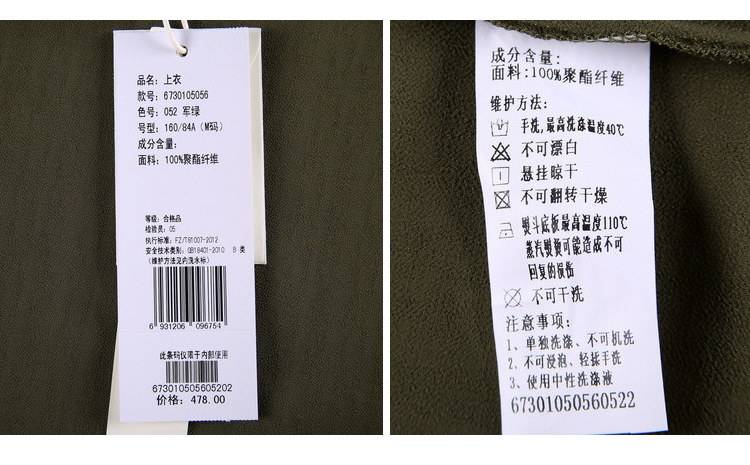 品名：上衣
款号：6730105056
色号：052 军绿
号型：160/84A（M码）
成分含量：
面料：100%聚酯纤维
等级：合格品
检验员：05
执行标准：FZ/T81007-2012
安全技术类别：GB18401-2010 B 类
（维护方法见内洗水标）
6 931206 096754
此条码仅限于内部使用
673010505605202
价格：478.00
成分含量：
面料：100%聚酯纤维
维护方法：
手洗，最高洗涤温度40℃
不可漂白
悬挂晾干
不可翻转干燥
熨斗底板最高温度110℃
蒸汽熨烫可能造成不可
回复的损伤
不可干洗
注意事项：
1、单独洗涤、不可机洗
2、不可浸泡、轻揉手洗
3、使用中性洗涤液
67301050560522